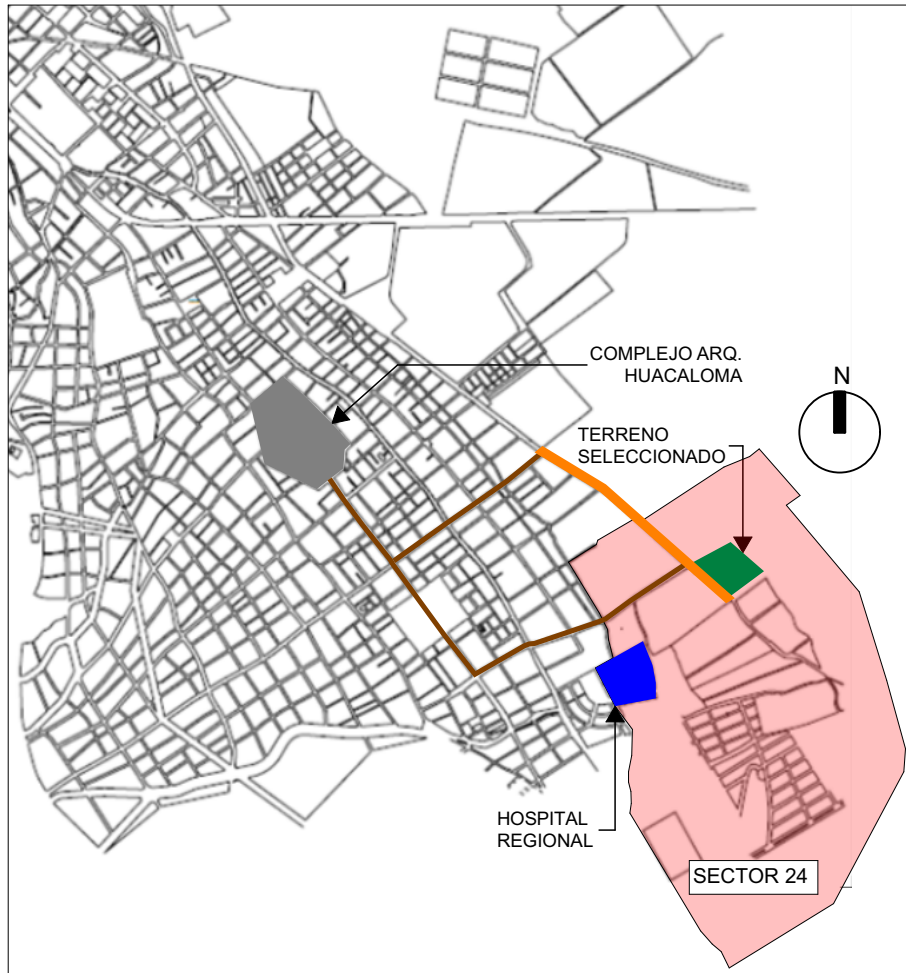 COMPLEJO ARQ.
HUACALOMA
N
TERRENO
SELECCIONADO
HOSPITAL
REGIONAL
SECTOR 24